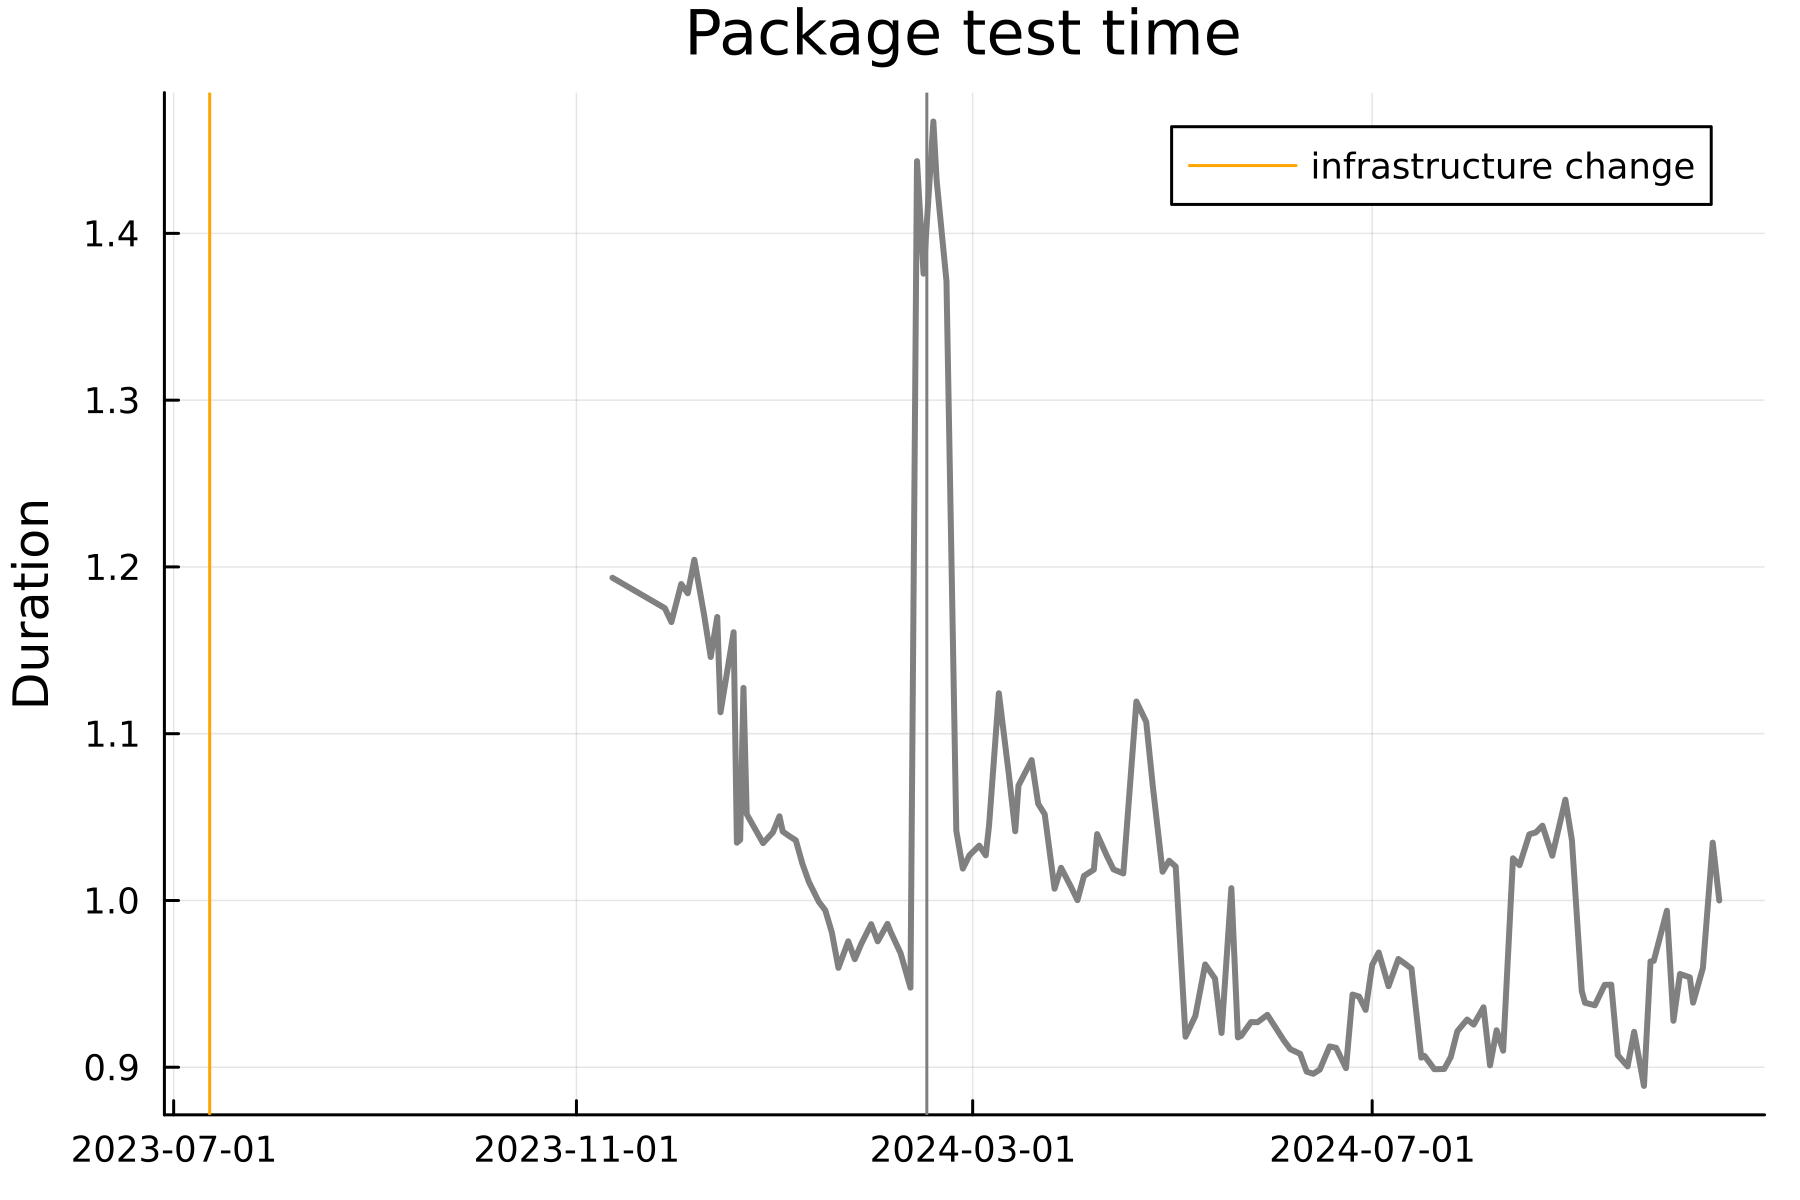 Package test time
infrastructure change
Duration
1.4
1.3
1.2
1.1
1.0
0.9
2023-07-01 2023-11-01 2024-03-01 2024-07-01